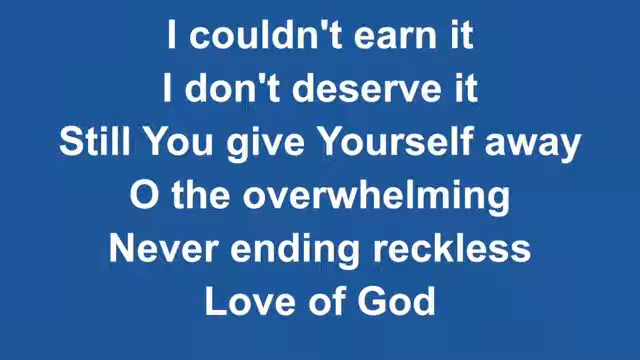 I couldn't earn it
I don't deserve it
Still You give Yourself away
O the overwhelming
Never ending reckless
Love of God